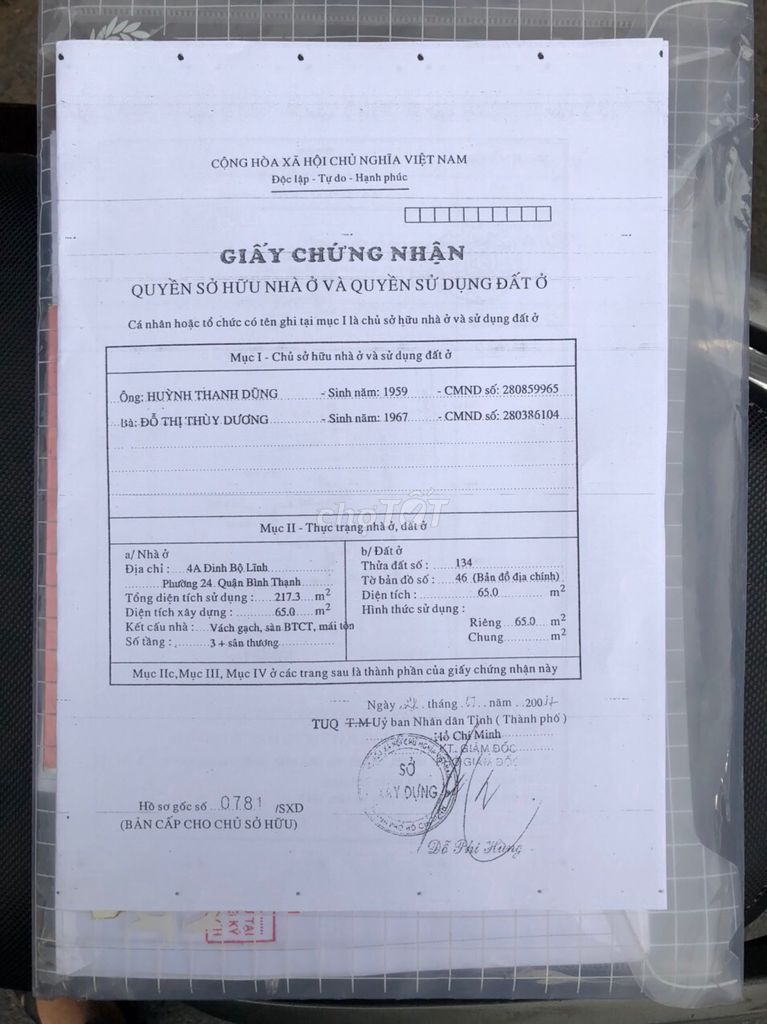 CỘNG HÒA XÃ HỘI CHỦ NGHĨA VIỆT NAM
Độc lập - Tự do - Hạnh phúc
GIẤY CHỨNG NHẬN
QUYỀN SỞ HỮU NHÀ Ở VÀ QUYỀN SỬ DỤNG ĐẤT Ở
Cá nhân hoặc tổ chức có tên ghi tại mục I là chủ sở hữu nhà ở và sử dụng đất ở
Mục I - Chủ sở hữu nhà ở và sử dụng đất ở
Ông: HUỲNH THANH DŨNG - Sinh năm: 1959 - CMND số: 280859965
Bà: ĐỖ THỊ THÙY DƯƠNG - Sinh năm: 1967 - CMND số: 280386104
chợTỐT
Mục II - Thực trạng nhà ở, đất ở
a/ Nhà ở
Địa chỉ : 4A Đinh Bộ Lĩnh
Phường 24 Quận Bình Thạnh
Tổng diện tích sử dụng : 217.3 m²
Diện tích xây dựng : 65.0 m²
Kết cấu nhà : Vách gạch, sàn BTCT, mái tôn
Số tầng : 3 + sân thượng
b/ Đất ở
Thửa đất số : 134
Tờ bản đồ số : 46 (Bản đồ địa chính)
Diện tích : 65.0 m²
Hình thức sử dụng :
Riêng 65.0 m²
Chung m²
Mục IIc,Mục III, Mục IV ở các trang sau là thành phần của giấy chứng nhận này
Ngày tháng năm 200
TUQ T.M Uỷ ban Nhân dân Tỉnh ( Thành phố )
Hồ Chí Minh
KT. GIÁM ĐỐC
GIÁM ĐỐC
SỞ
XÂY DỰNG
Hồ sơ gốc số 0781 /SXD
(BẢN CẤP CHO CHỦ SỞ HỮU)
Đỗ Phi Hùng